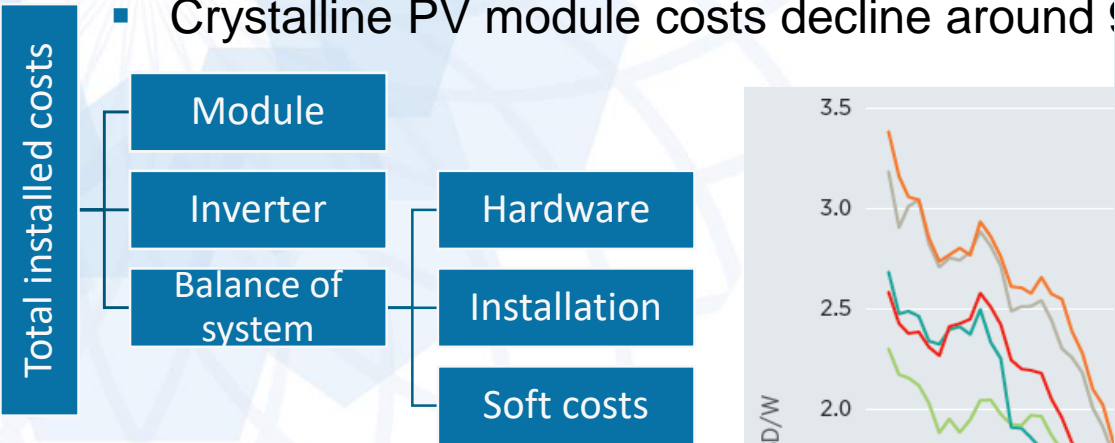 ▪ Crystalline PV module costs decline around
Total installed costs
Module
Inverter
Balance of
system
Hardware
Installation
Soft costs
3.5
3.0
2.5
2.0
D/W